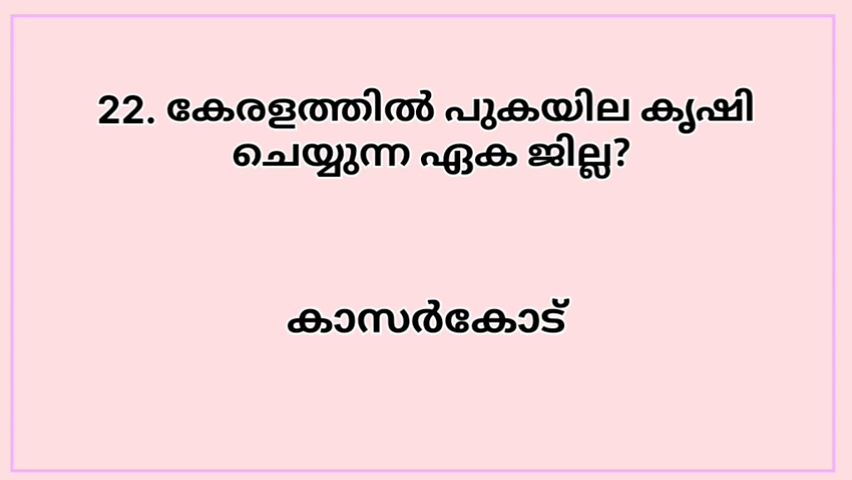 22. കേരളത്തിൽ പുകയില കൃഷി
ചെയ്യുന്ന ഏക ജില്ല?
കാസർകോട്